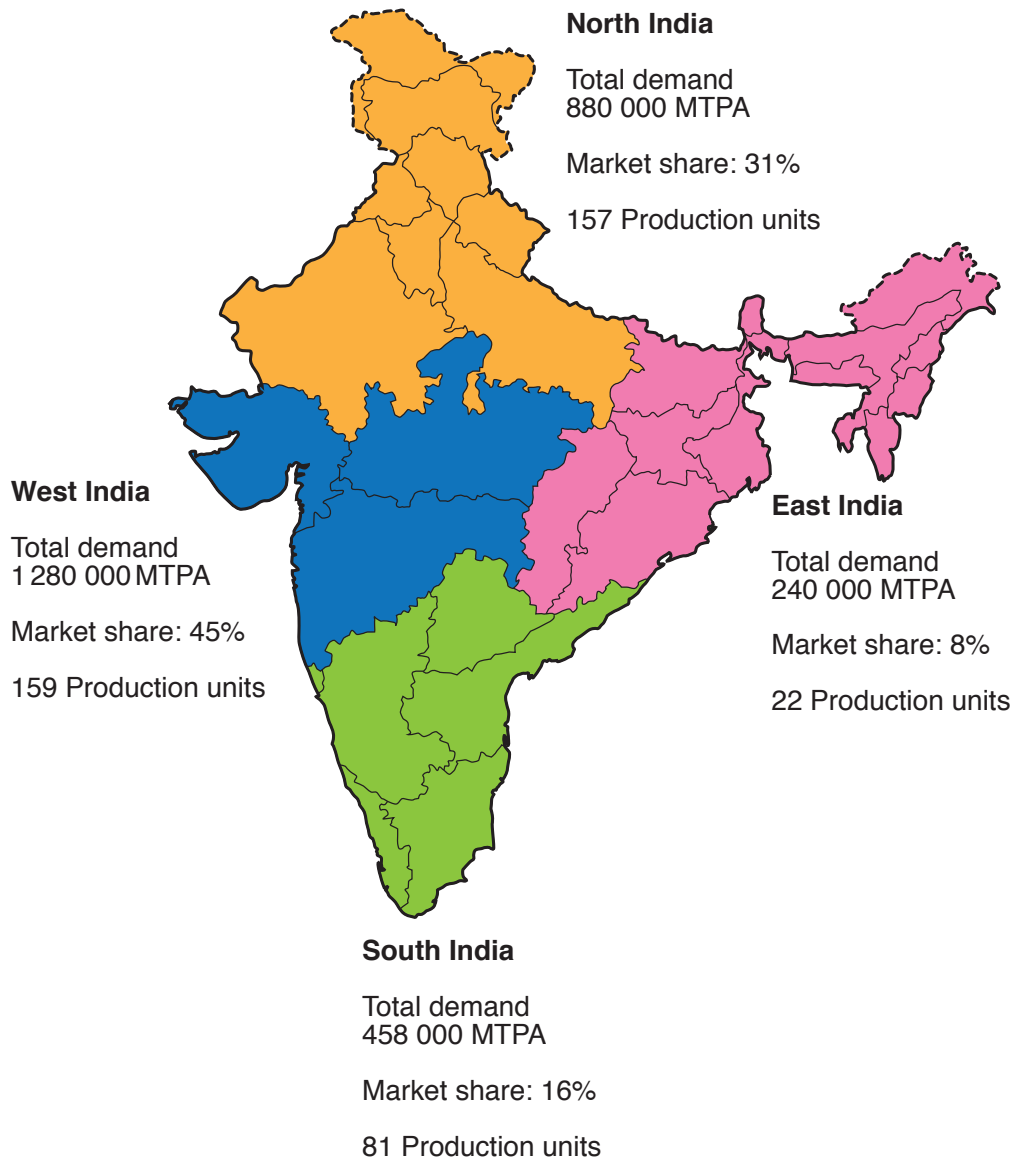 North India
Total demand
880 000 MTPA
Market share: 31%
157 Production units
West India
Total demand
1 280 000 MTPA
Market share: 45%
159 Production units
East India
Total demand
240 000 MTPA
Market share: 8%
22 Production units
South India
Total demand
458 000 MTPA
Market share: 16%
81 Production units